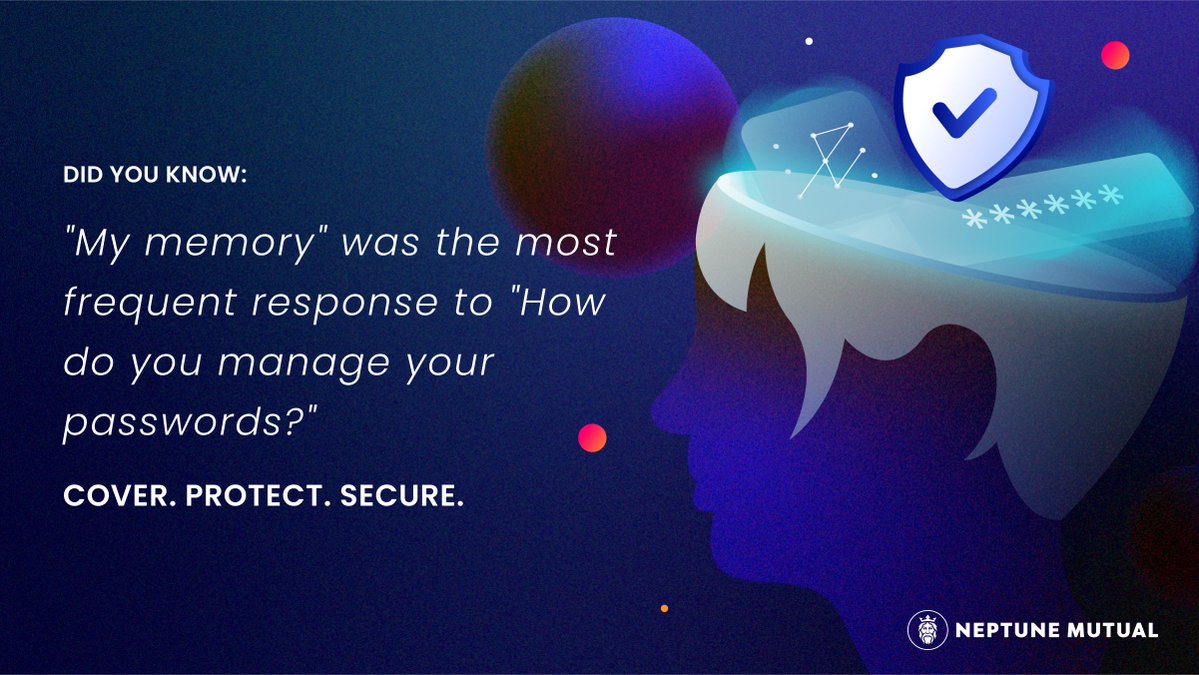 DID YOU KNOW:
"My memory" was the most
frequent response to "How
do you manage your
passwords?"
COVER. PROTECT. SECURE.
******
NEPTUNE MUTUAL